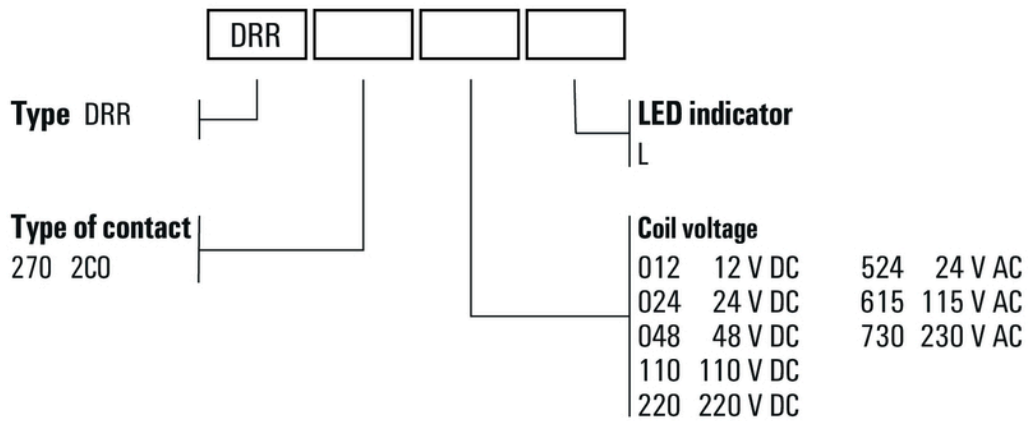 DRR
Type DRR
LED indicator
L
Type of contact
270 2CO
Coil voltage
012 12 V DC 524 24 V AC
024 24 V DC 615 115 V AC
048 48 V DC 730 230 V AC
110 110 V DC
220 220 V DC